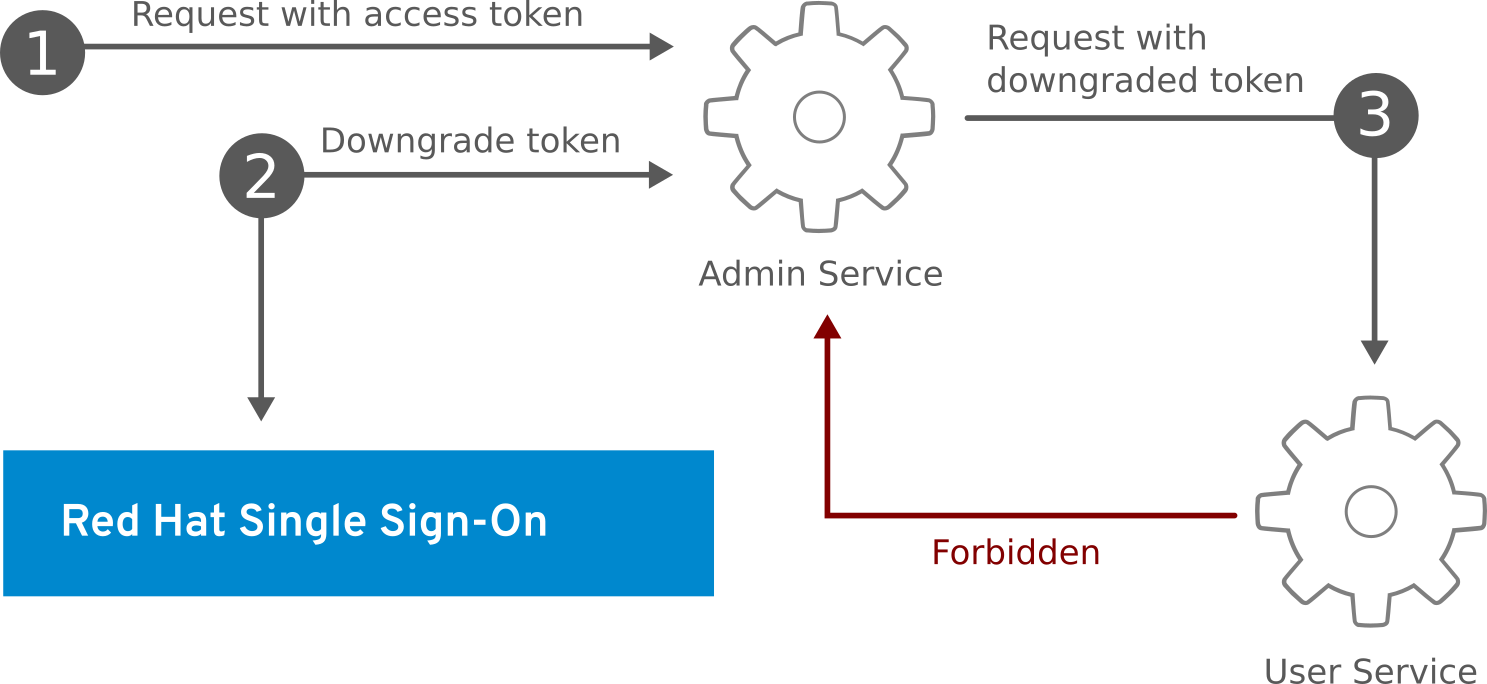 1
Request with access token
2
Downgrade token
Admin Service
Request with
downgraded token
3
Red Hat Single Sign-On
Forbidden
User Service